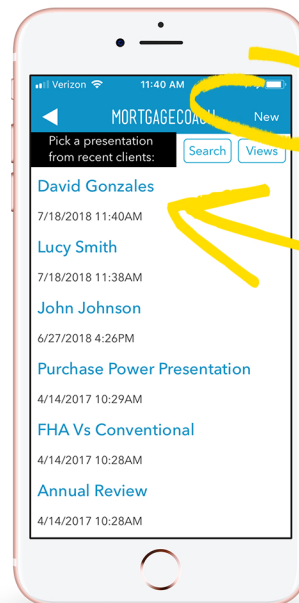 Verizon 11:40 AM
MORTGAGECOACH New
Pick a presentation
from recent clients:
Search Views
David Gonzales
7/18/2018 11:40AM
Lucy Smith
7/18/2018 11:38AM
John Johnson
6/27/2018 4:26PM
Purchase Power Presentation
4/14/2017 10:29AM
FHA Vs Conventional
4/14/2017 10:28AM
Annual Review
4/14/2017 10:28AM